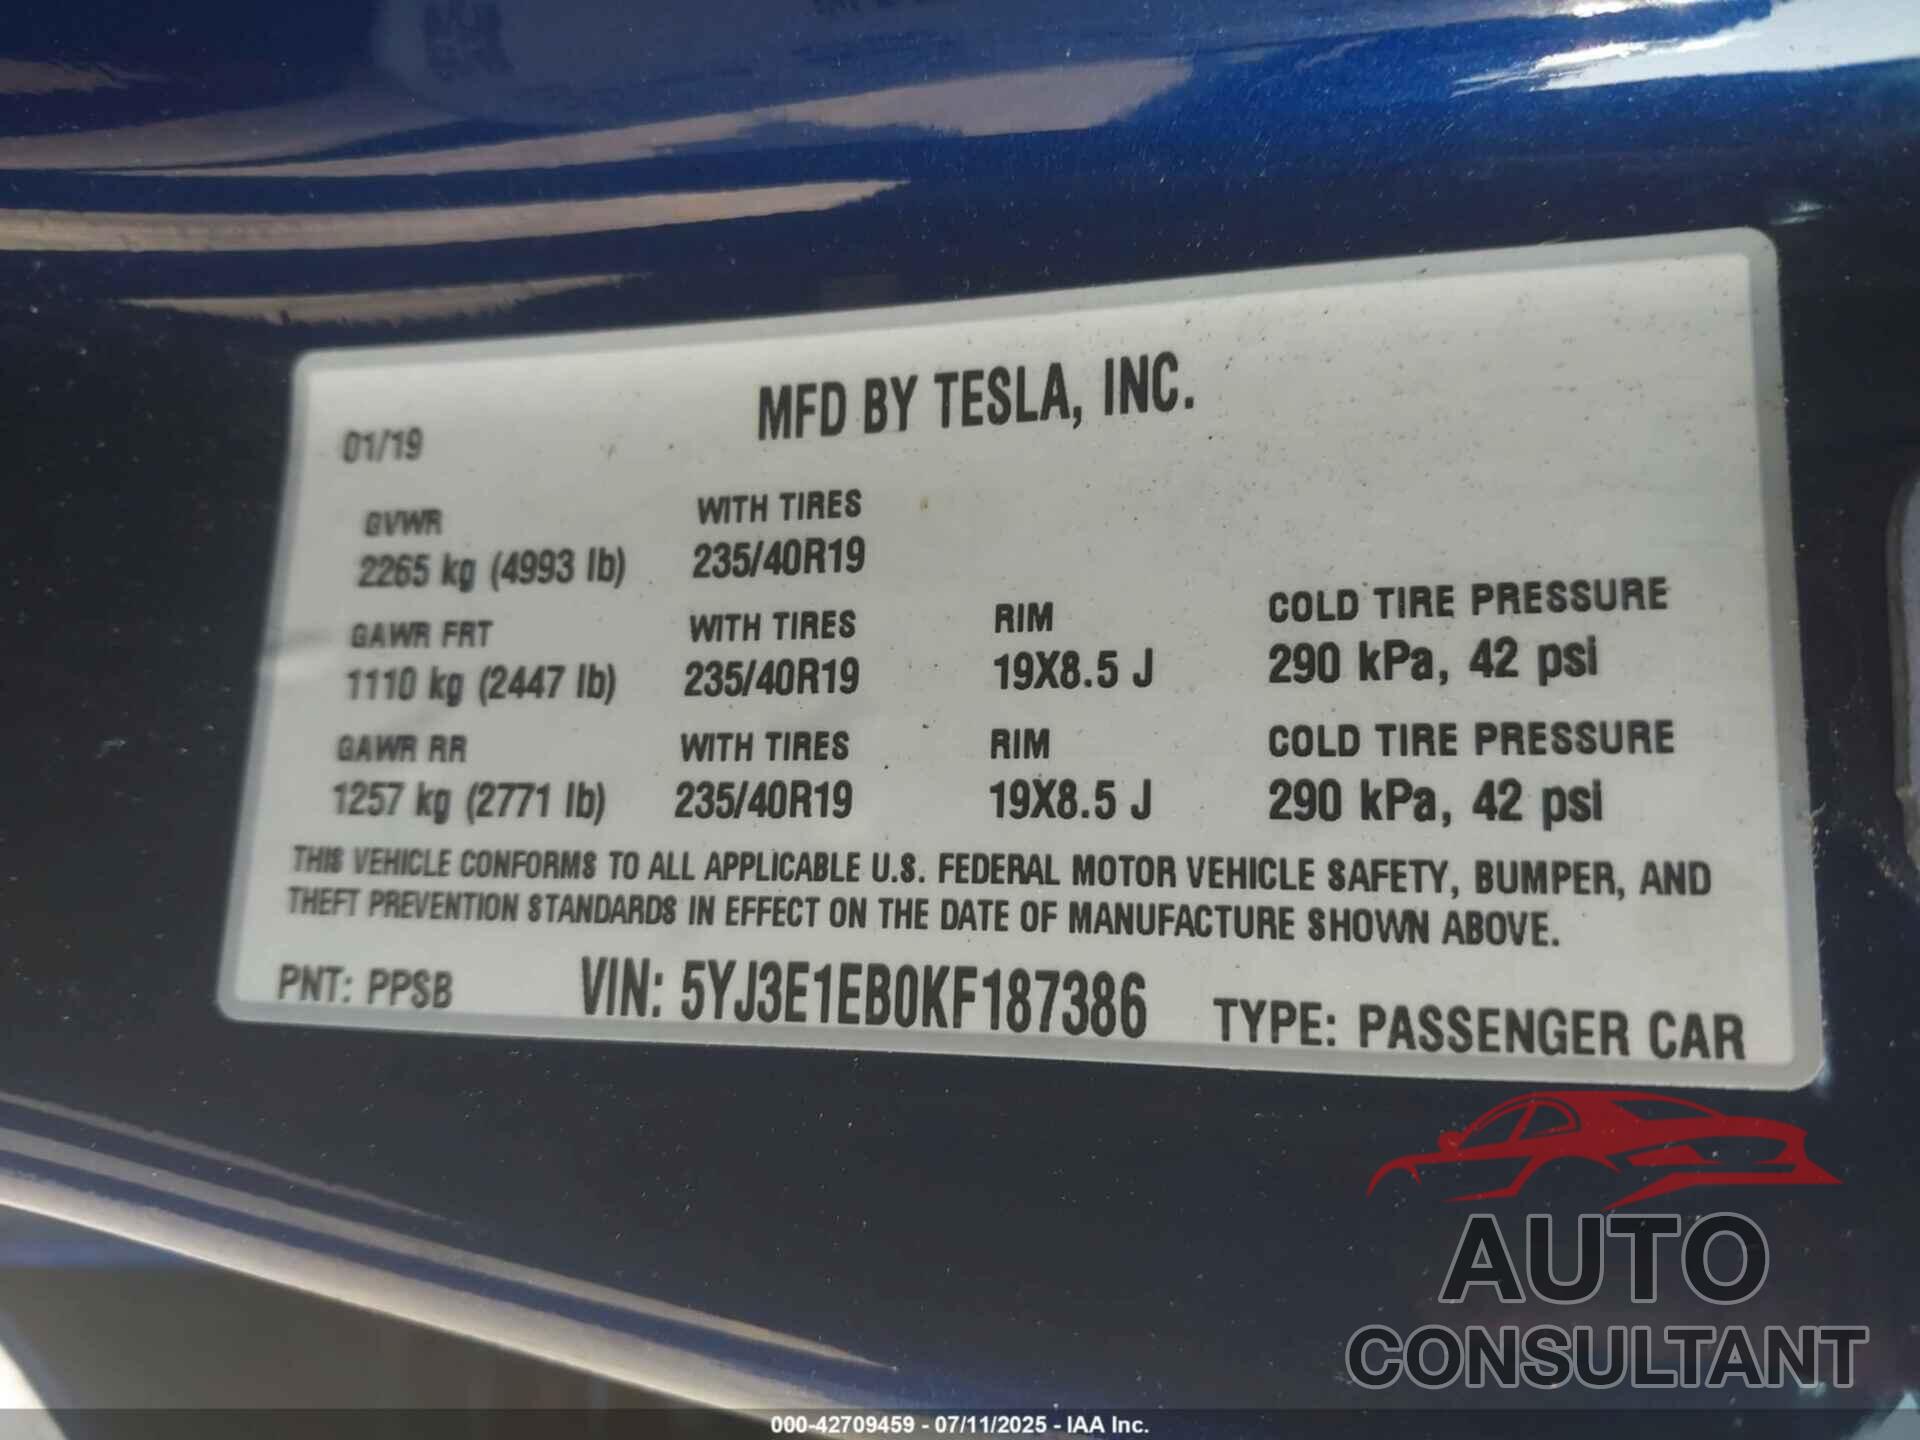 MFD BY TESLA, INC.
01/19
GVWR WITH TIRES
2265 kg (4993 lb) 235/40R19
GAWR FRT WITH TIRES RIM COLD TIRE PRESSURE
1110 kg (2447 lb) 235/40R19 19X8.5 J 290 kPa, 42 psi
GAWR RR WITH TIRES RIM COLD TIRE PRESSURE
1257 kg (2771 lb) 235/40R19 19X8.5 J 290 kPa, 42 psi
THIS VEHICLE CONFORMS TO ALL APPLICABLE U.S. FEDERAL MOTOR VEHICLE SAFETY, BUMPER, AND
THEFT PREVENTION STANDARDS IN EFFECT ON THE DATE OF MANUFACTURE SHOWN ABOVE.
PNT: PPSB VIN: 5YJ3E1EB0KF187386 TYPE: PASSENGER CAR
AUTO
CONSULTANT
000-42709459 - 07/11/2025 - IAA Inc.